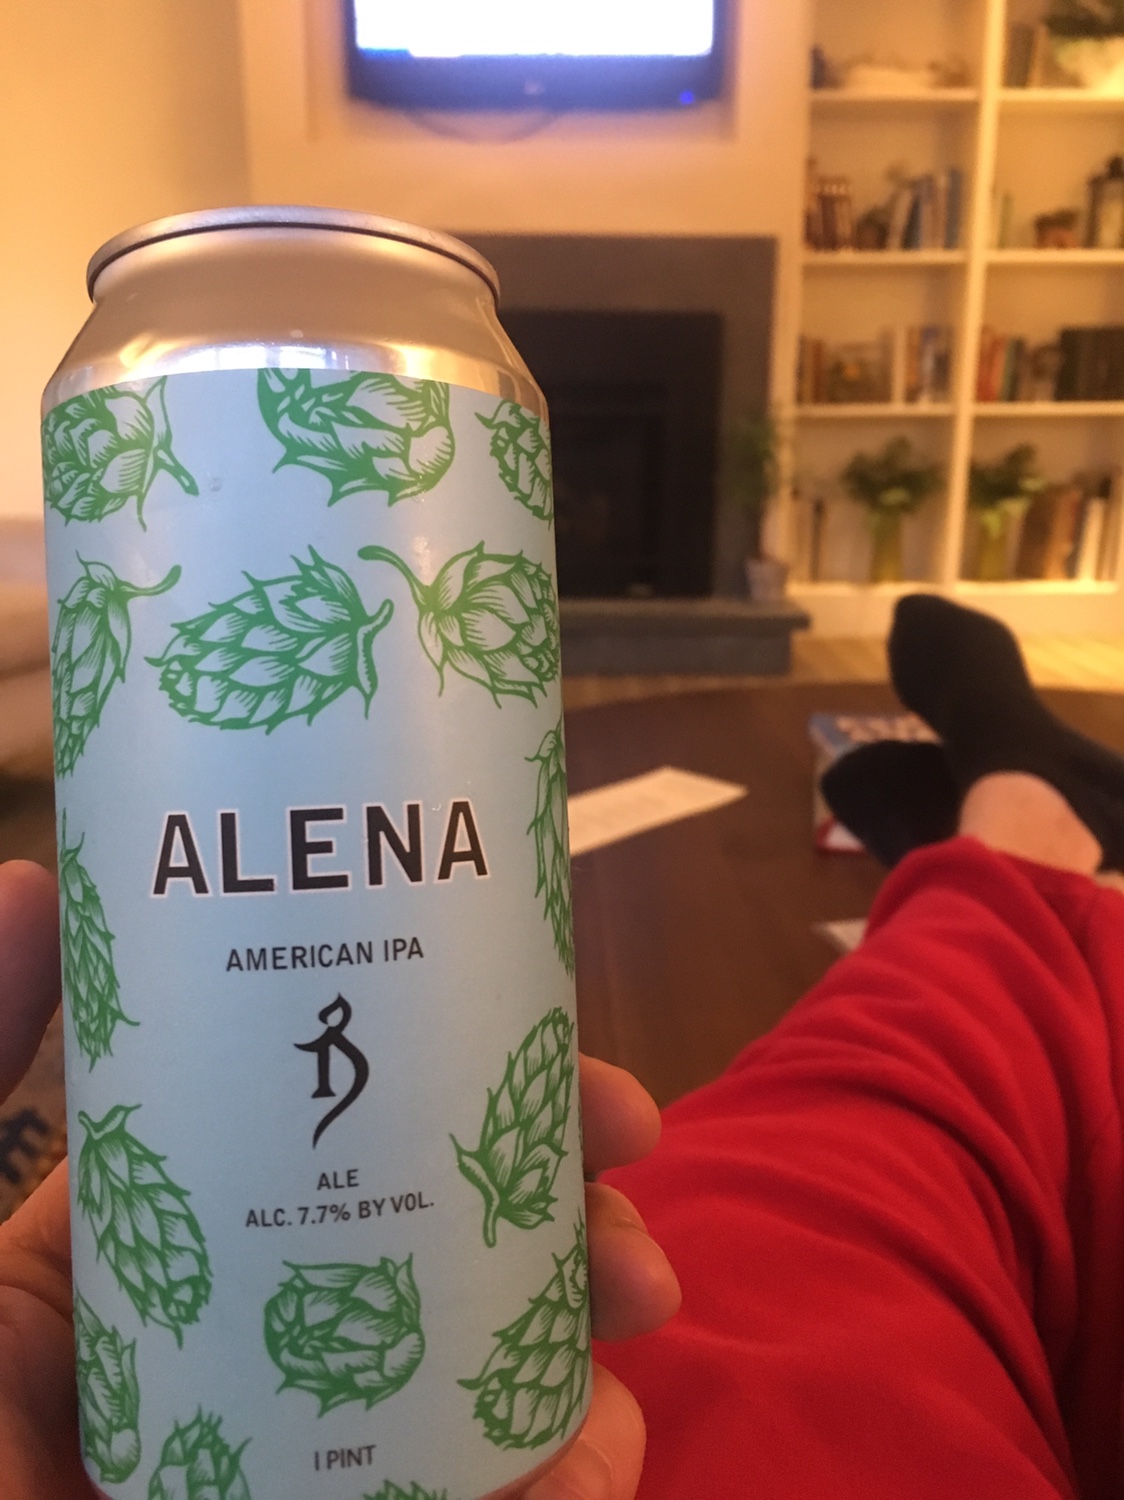 ALENA
AMERICAN IPA
ALE
ALC. 7.7% BY VOL.
1 PINT